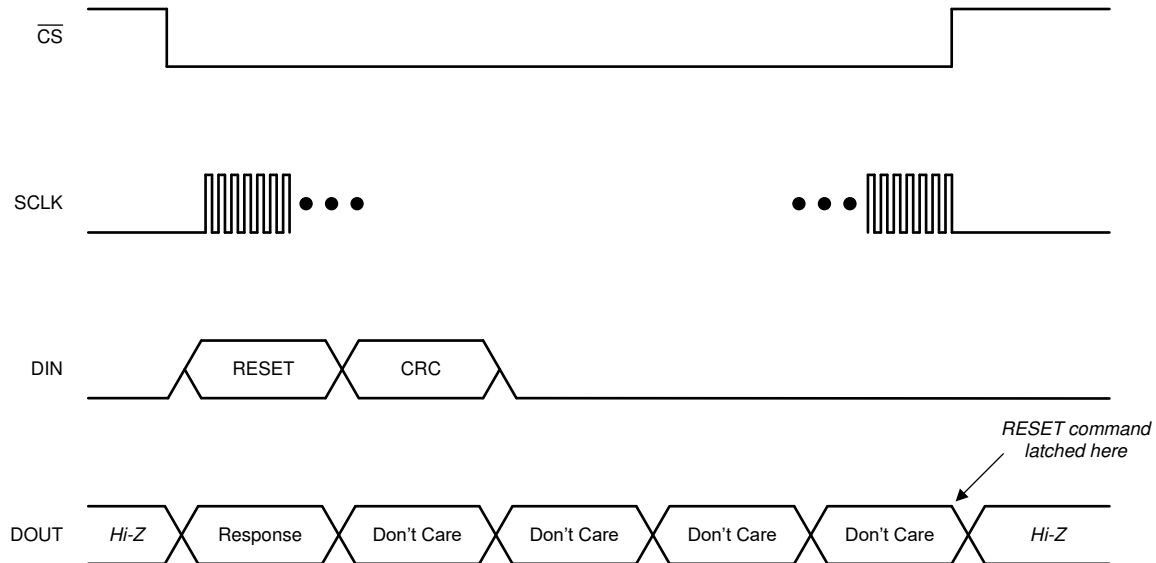 CS
SCLK
DIN
RESET
CRC
RESET command
latched here
DOUT
Hi-Z
Response
Don't Care
Don't Care
Don't Care
Don't Care
Hi-Z